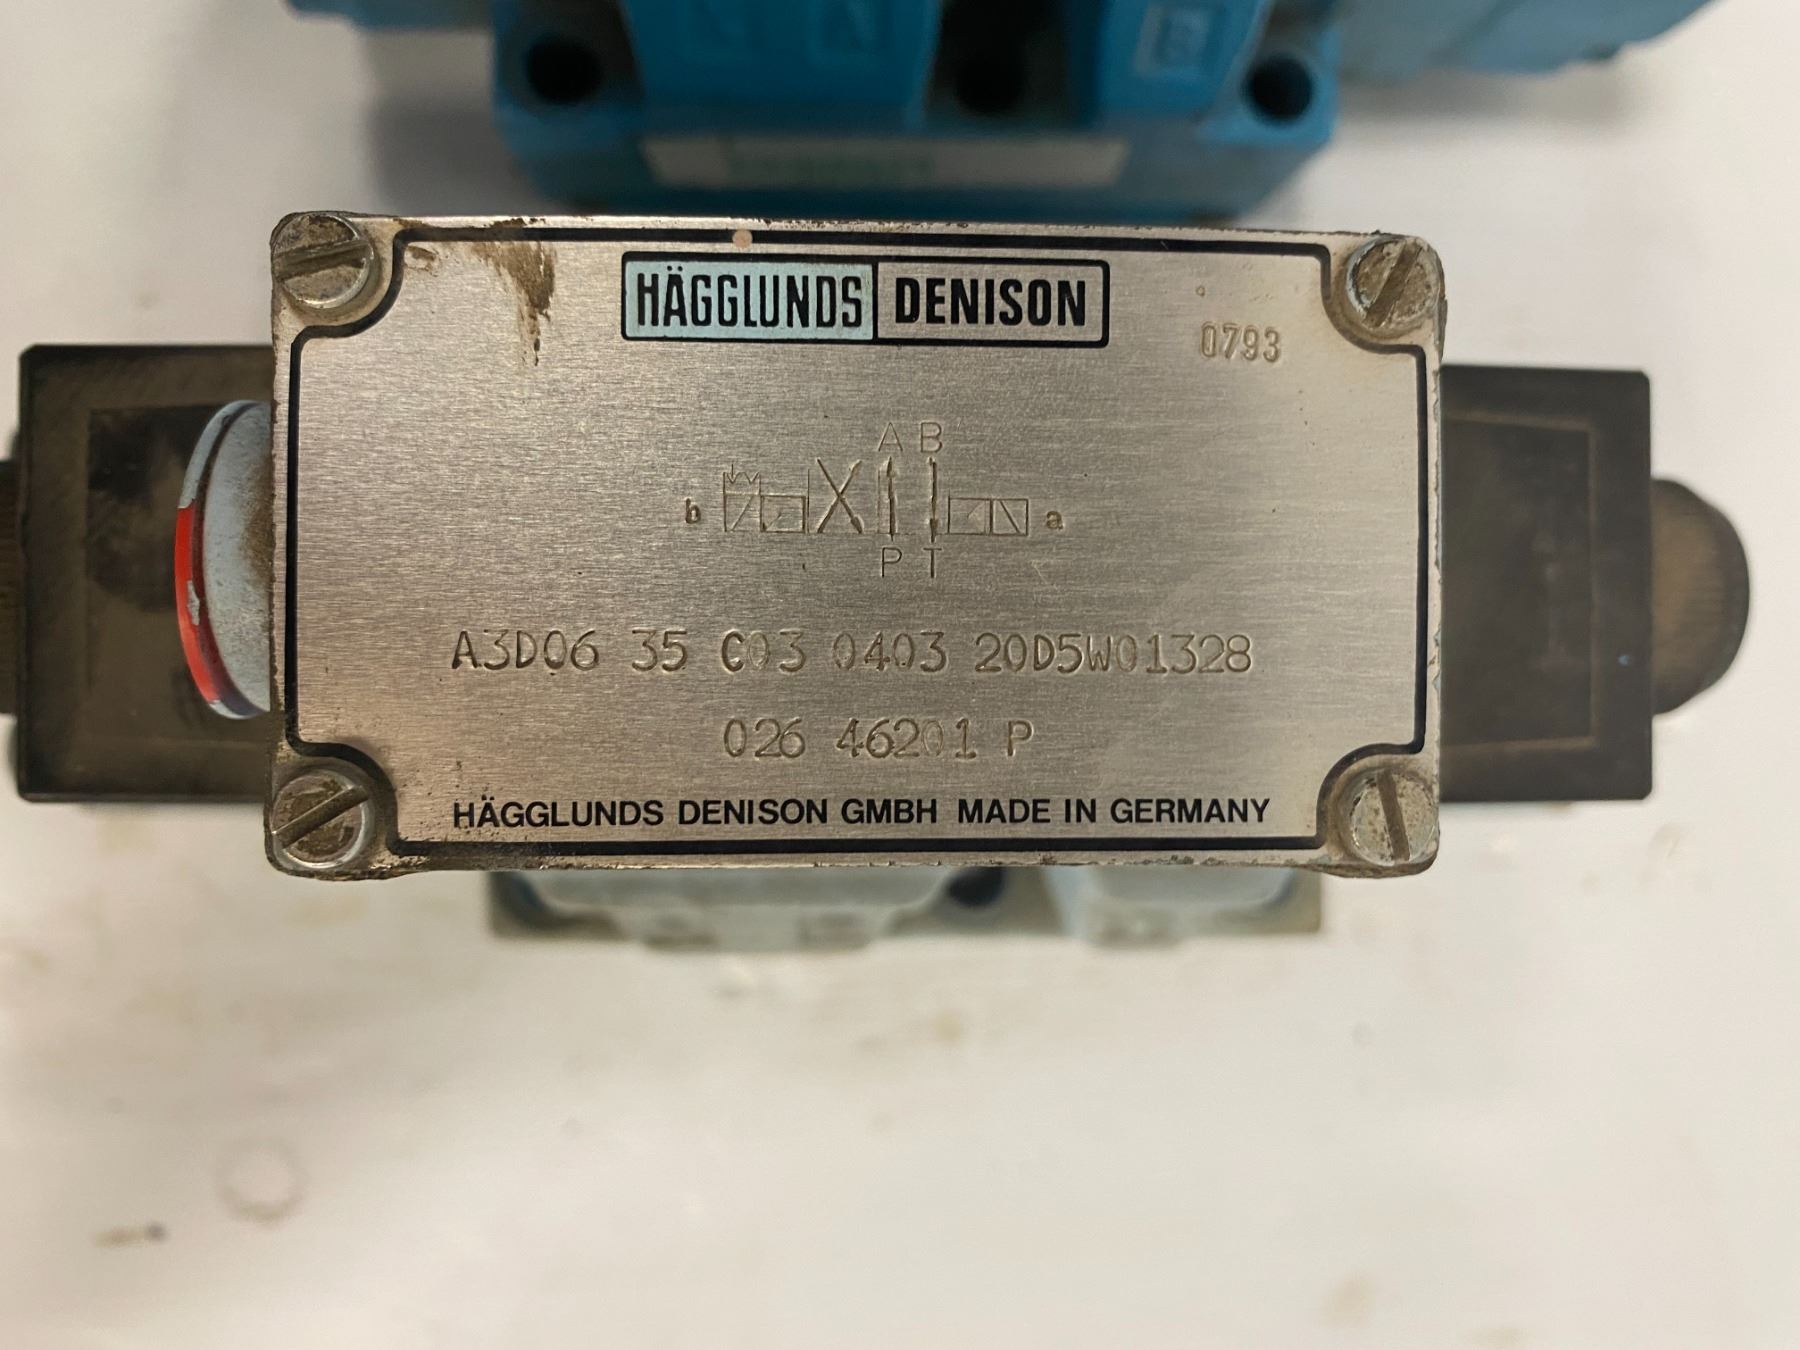 HÄGGLUNDS DENISON
0793
A B
b a
P T
A3D06 35 C03 0403 20D5W01328
026 46201 P
HÄGGLUNDS DENISON GMBH MADE IN GERMANY